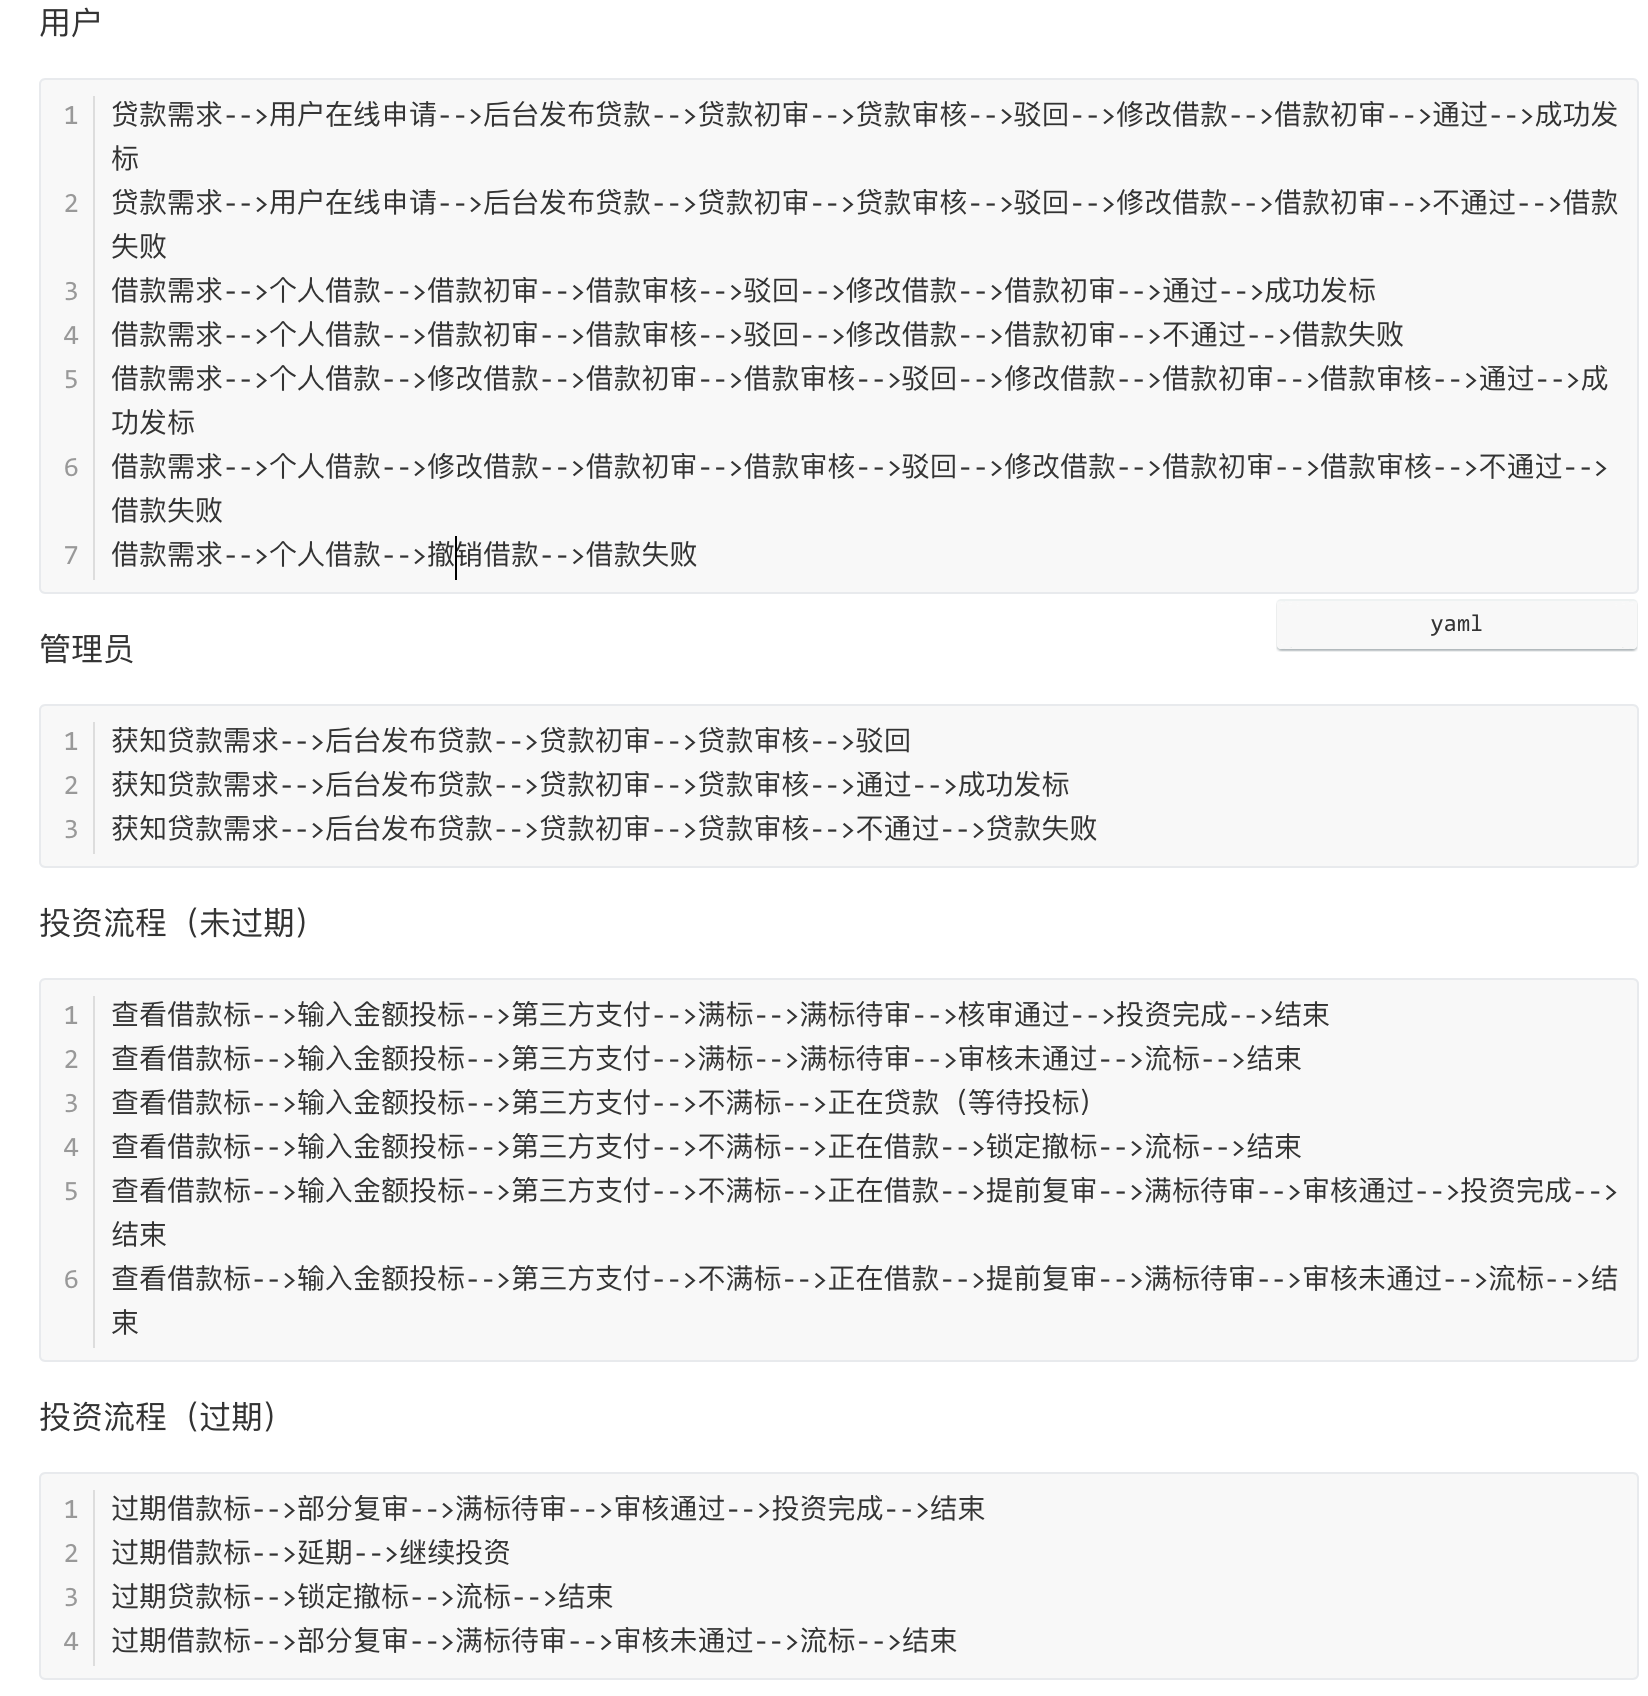 用户
1 贷款需求-->用户在线申请-->后台发布贷款-->贷款初审-->贷款审核-->驳回-->修改借款-->借款初审-->通过-->成功发
标
2 贷款需求-->用户在线申请-->后台发布贷款-->贷款初审-->贷款审核-->驳回-->修改借款-->借款初审-->不通过-->借款
失败
3 借款需求-->个人借款-->借款初审-->借款审核-->驳回-->修改借款-->借款初审-->通过-->成功发标
4 借款需求-->个人借款-->借款初审-->借款审核-->驳回-->修改借款-->借款初审-->不通过-->借款失败
5 借款需求-->个人借款-->修改借款-->借款初审-->借款审核-->驳回-->修改借款-->借款初审-->借款审核-->通过-->成
功发标
6 借款需求-->个人借款-->修改借款-->借款初审-->借款审核-->驳回-->修改借款-->借款初审-->借款审核-->不通过-->
借款失败
7 借款需求-->个人借款-->撤销借款-->借款失败
yaml
管理员
1 获知贷款需求-->后台发布贷款-->贷款初审-->贷款审核-->驳回
2 获知贷款需求-->后台发布贷款-->贷款初审-->贷款审核-->通过-->成功发标
3 获知贷款需求-->后台发布贷款-->贷款初审-->贷款审核-->不通过-->贷款失败
投资流程（未过期）
1 查看借款标-->输入金额投标-->第三方支付-->满标-->满标待审-->核审通过-->投资完成-->结束
2 查看借款标-->输入金额投标-->第三方支付-->满标-->满标待审-->审核未通过-->流标-->结束
3 查看借款标-->输入金额投标-->第三方支付-->不满标-->正在贷款（等待投标）
4 查看借款标-->输入金额投标-->第三方支付-->不满标-->正在借款-->锁定撤标-->流标-->结束
5 查看借款标-->输入金额投标-->第三方支付-->不满标-->正在借款-->提前复审-->满标待审-->审核通过-->投资完成-->
结束
6 查看借款标-->输入金额投标-->第三方支付-->不满标-->正在借款-->提前复审-->满标待审-->审核未通过-->流标-->结
束
投资流程（过期）
1 过期借款标-->部分复审-->满标待审-->审核通过-->投资完成-->结束
2 过期借款标-->延期-->继续投资
3 过期贷款标-->锁定撤标-->流标-->结束
4 过期借款标-->部分复审-->满标待审-->审核未通过-->流标-->结束